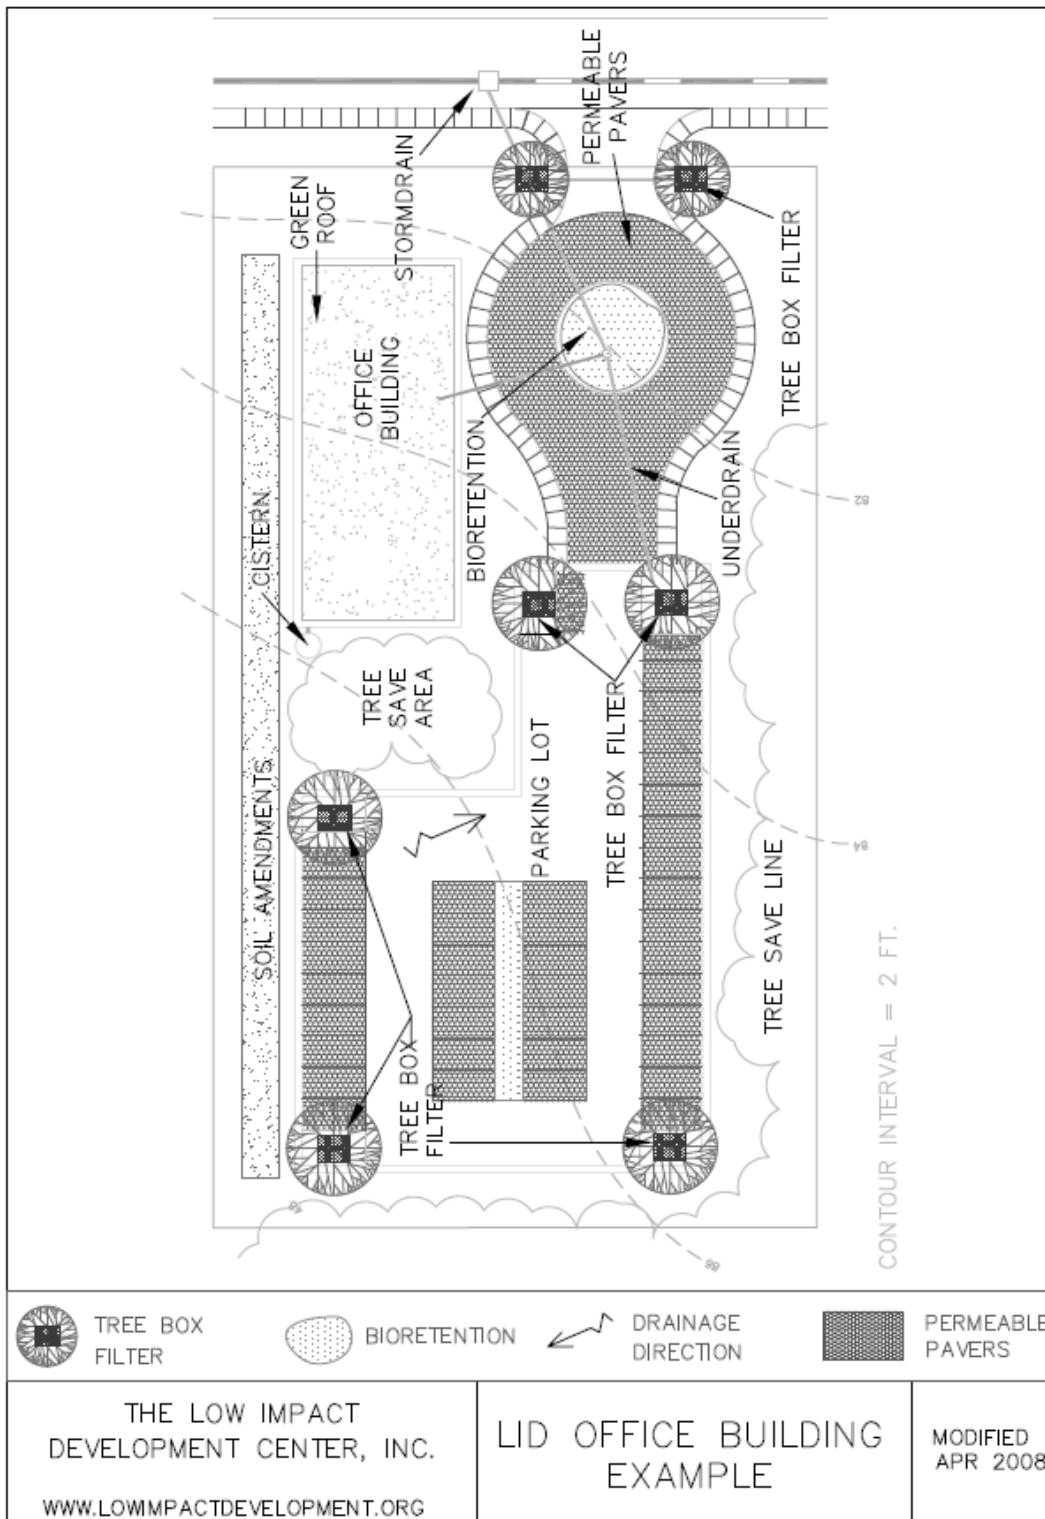 PERMEABLE
PAVERS
STORMDRAIN
GREEN
ROOF
TREE BOX FILTER
OFFICE
BUILDING
BIORETENTION
UNDERDRAIN
82
CISTERN
TREE
SAVE
AREA
PARKING LOT
TREE BOX FILTER
84
SOIL AMENDMENTS
TREE SAVE LINE
TREE BOX
FILTER
CONTOUR INTERVAL = 2 FT.
86
TREE BOX
FILTER
BIORETENTION
DRAINAGE
DIRECTION
PERMEABLE
PAVERS
THE LOW IMPACT
DEVELOPMENT CENTER, INC.
WWW.LOWIMPACTDEVELOPMENT.ORG
LID OFFICE BUILDING
EXAMPLE
MODIFIED
APR 2008